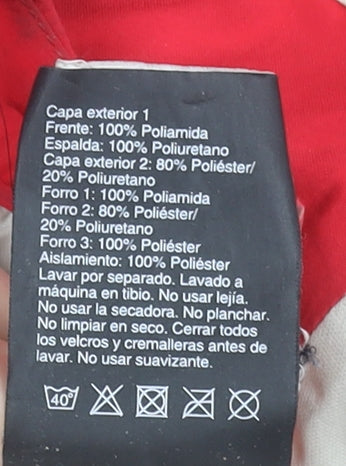 Capa exterior 1
Frente: 100% Poliamida
Espalda: 100% Poliuretano
Capa exterior 2: 80% Poliéster/
20% Poliuretano
Forro 1: 100% Poliamida
Forro 2: 80% Poliéster/
20% Poliuretano
Forro 3: 100% Poliéster
Aislamiento: 100% Poliéster
Lavar por separado. Lavado a
máquina en tibio. No usar lejía.
No usar la secadora. No planchar.
No limpiar en seco. Cerrar todos
los velcros y cremalleras antes de
lavar. No usar suavizante.
40°